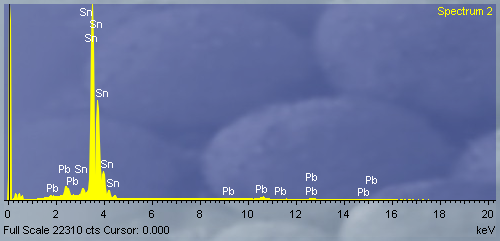 Spectrum 2
Sn
Sn
Sn
Sn
Pb Sn Sn
Pb Pb Sn
Pb Pb Pb Pb Pb
Pb Pb
0 2 4 6 8 10 12 14 16 18 20
Full Scale 22310 cts Cursor: 0.000 keV